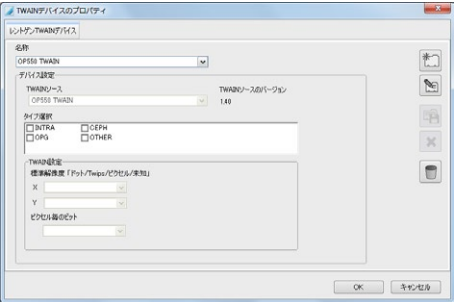 TWAINデバイスのプロパティ
レントゲンTWAINデバイス
名称
OP550 TWAIN
デバイス設定
TWAINソース
TWAINソースのバージョン
OP550 TWAIN
1.40
タイプ選択
INTRA CEPH
OPG OTHER
TWAIN設定
標準解像度「ドット/Twips/ピクセル/未知」
X
Y
ピクセル毎のビット
OK キャンセル